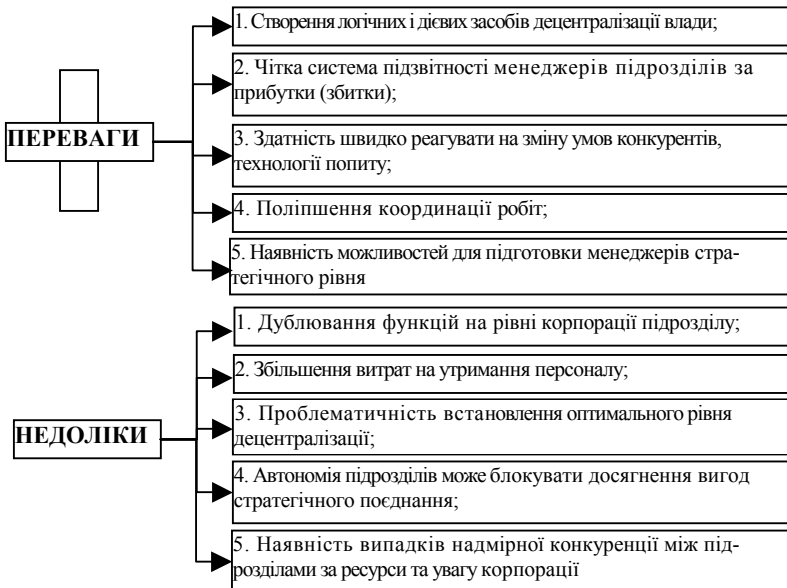 ПЕРЕВАГИ
1. Створення логічних і дієвих засобів децентралізації влади;
2. Чітка система підзвітності менеджерів підрозділів за
прибутки (збитки);
3. Здатність швидко реагувати на зміну умов конкурентів,
технології попиту;
4. Поліпшення координації робіт;
5. Наявність можливостей для підготовки менеджерів стра-
тегічного рівня
НЕДОЛІКИ
1. Дублювання функцій на рівні корпорації підрозділу;
2. Збільшення витрат на утримання персоналу;
3. Проблематичність встановлення оптимального рівня
децентралізації;
4. Автономія підрозділів може блокувати досягнення вигод
стратегічного поєднання;
5. Наявність випадків надмірної конкуренції між під-
розділами за ресурси та увагу корпорації